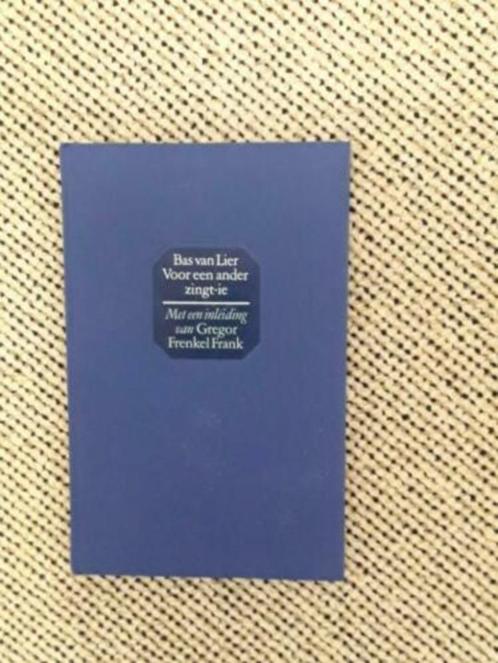 Bas van Lier
Voor een ander
zingt-ie
Met een inleiding
van Gregor
Frenkel Frank